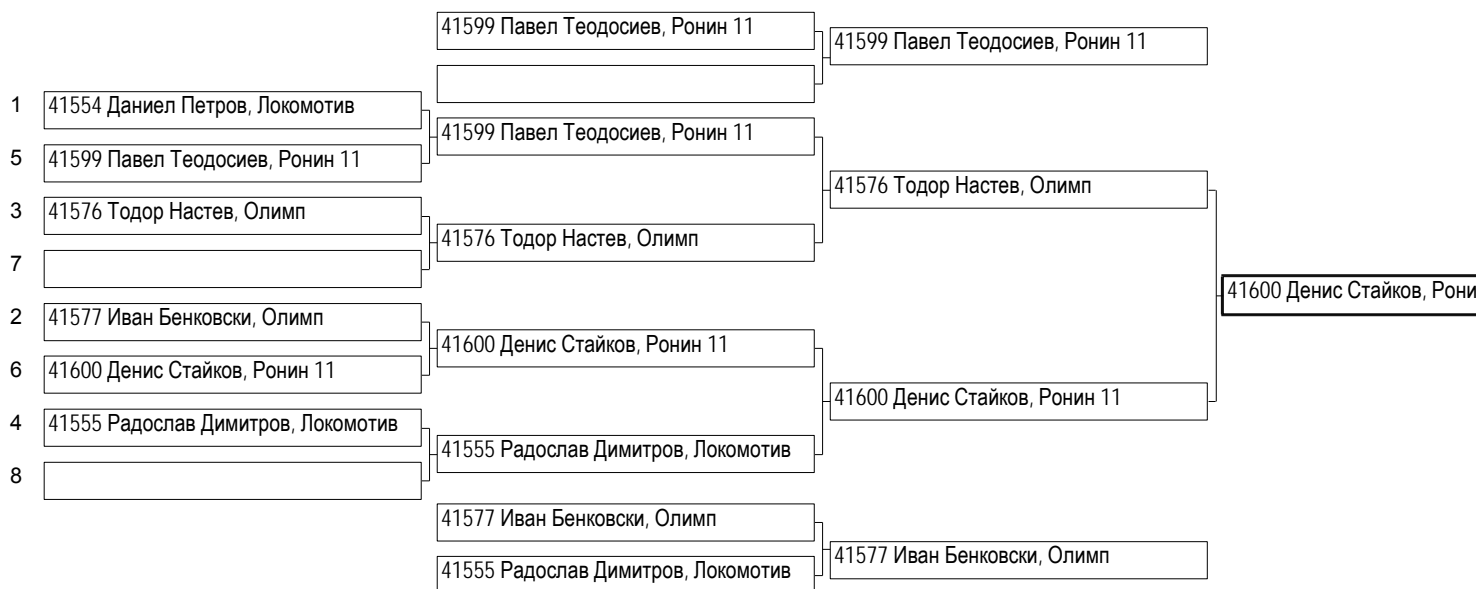 41599 Павел Теодосиев, Ронин 11
41599 Павел Теодосиев, Ронин 11
1 41554 Даниел Петров, Локомотив
41599 Павел Теодосиев, Ронин 11
5 41599 Павел Теодосиев, Ронин 11
41576 Тодор Настев, Олимп
3 41576 Тодор Настев, Олимп
41576 Тодор Настев, Олимп
7
41600 Денис Стайков, Рони
2 41577 Иван Бенковски, Олимп
41600 Денис Стайков, Ронин 11
6 41600 Денис Стайков, Ронин 11
41600 Денис Стайков, Ронин 11
4 41555 Радослав Димитров, Локомотив
41555 Радослав Димитров, Локомотив
8
41577 Иван Бенковски, Олимп
41577 Иван Бенковски, Олимп
41555 Радослав Димитров, Локомотив